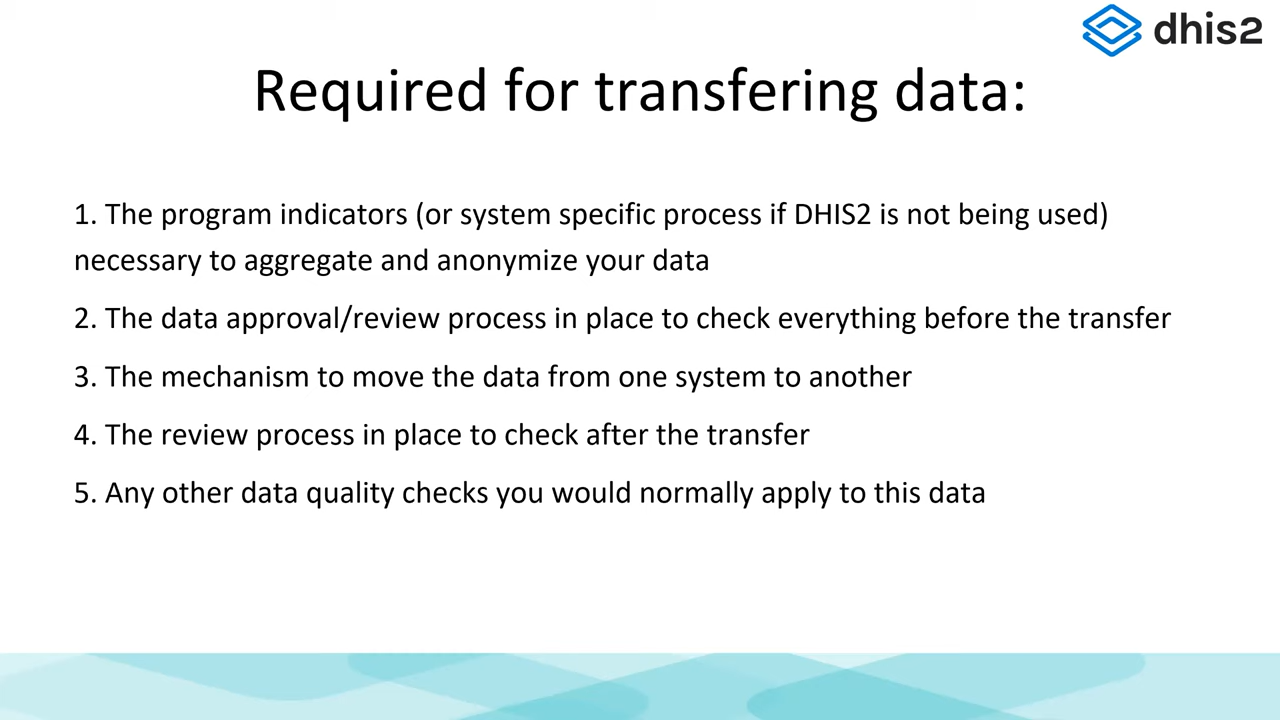 dhis2
Required for transfering data:
1. The program indicators (or system specific process if DHIS2 is not being used)
necessary to aggregate and anonymize your data
2. The data approval/review process in place to check everything before the transfer
3. The mechanism to move the data from one system to another
4. The review process in place to check after the transfer
5. Any other data quality checks you would normally apply to this data